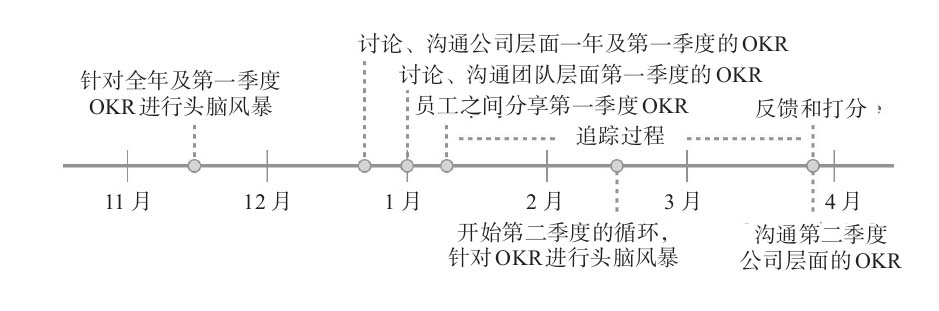 讨论、沟通公司层面一年及第一季度的OKR
讨论、沟通团队层面第一季度的OKR
针对全年及第一季度
OKR进行头脑风暴
员工之间分享第一季度OKR
反馈和打分
追踪过程
11月
12月
1月
2月
3月
4月
开始第二季度的循环，
针对OKR进行头脑风暴
沟通第二季度
公司层面的OKR